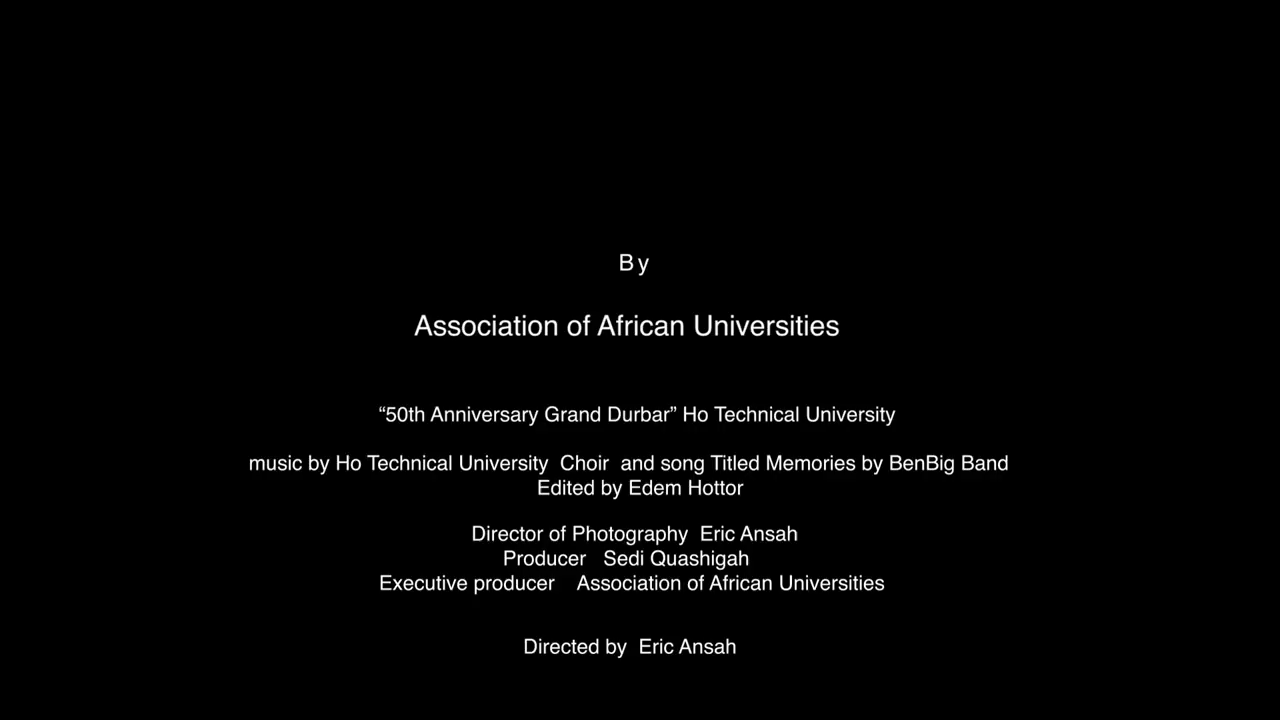 By
Association of African Universities
“50th Anniversary Grand Durbar” Ho Technical University
music by Ho Technical University  Choir  and song Titled Memories by BenBig Band
Edited by Edem Hottor
Director of Photography  Eric Ansah
Producer   Sedi Quashigah
Executive producer    Association of African Universities
Directed by  Eric Ansah